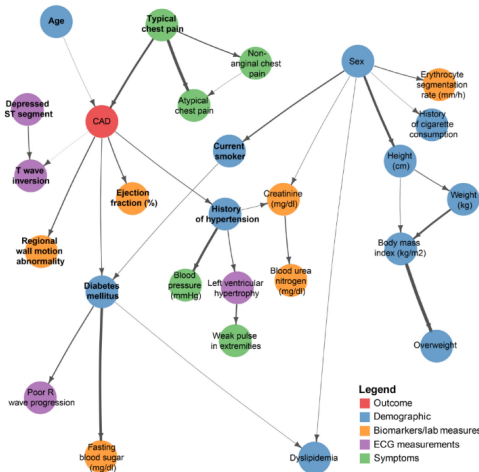 Age
Typical
chest pain
Non-
anginal chest
pain
Atypical
chest pain
Sex
Erythrocyte
segmentation
rate (mm/h)
History
of cigarette
consumption
Depressed
ST segment
CAD
Current
smoker
Height
(cm)
T wave
inversion
Ejection
fraction (%)
Creatinine
(mg/dl)
Weight
(kg)
History
of hypertension
Regional
wall motion
abnormality
Body mass
index (kg/m2)
Diabetes
mellitus
Blood
pressure
(mmHg)
Left ventricular
hypertrophy
Blood urea
nitrogen
(mg/dl)
Weak pulse
in extremities
Overweight
Poor R
wave progression
Fasting
blood sugar
(mg/dl)
Dyslipidemia
Legend
Outcome
Demographic
Biomarkers/lab measures
ECG measurements
Symptoms